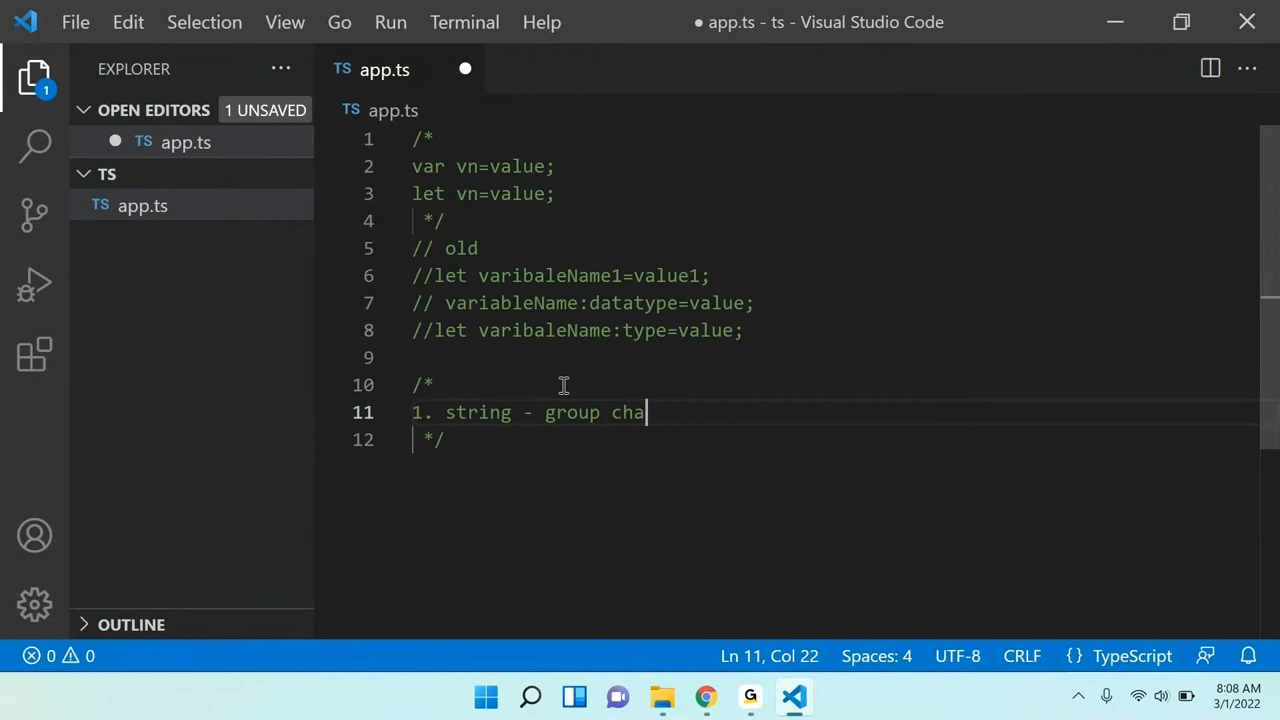 File Edit Selection View Go Run Terminal Help ● app.ts - ts - Visual Studio Code
EXPLORER ···
TS app.ts ●
OPEN EDITORS 1 UNSAVED
1
● TS app.ts
TS
TS app.ts
TS app.ts
1 /*
2 var vn=value;
3 let vn=value;
4 */
5 // old
6 //let varibaleName1=value1;
7 // variableName:datatype=value;
8 //let varibaleName:type=value;
9
10 /*
11 1. string - group cha
12 */
OUTLINE
0 0 Ln 11, Col 22 Spaces: 4 UTF-8 CRLF {} TypeScript
G
8:08 AM
3/1/2022